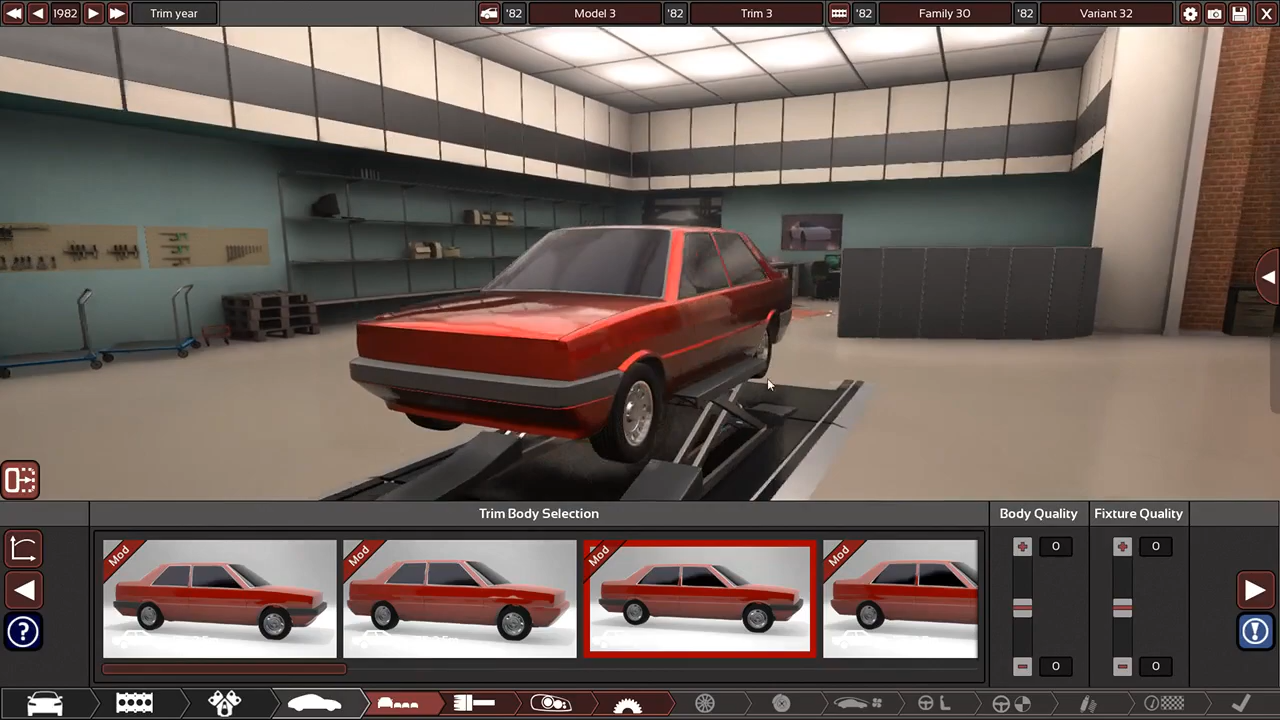 1982
Trim year
'82
Model 3
'82
Trim 3
'82
Family 30
'82
Variant 32
Trim Body Selection
Body Quality
Fixture Quality
Mod
Mod
Mod
Mod
0
0
0
0